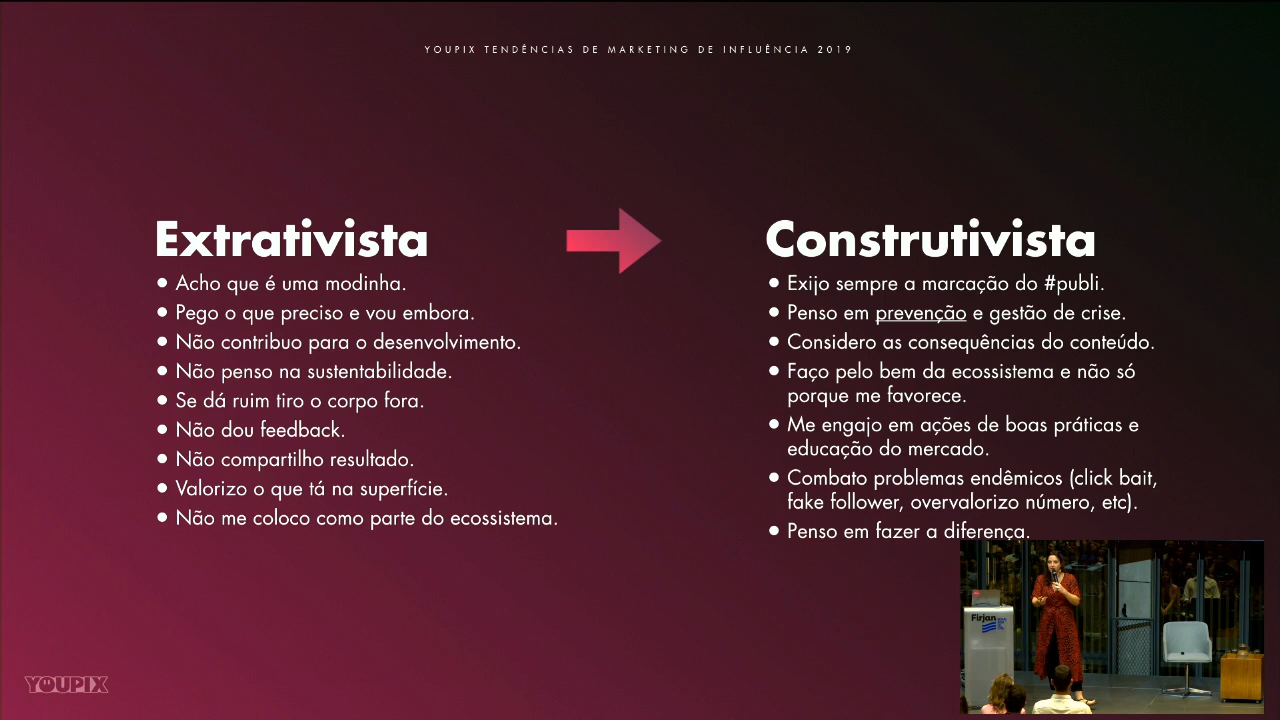 YOUPIX TENDÊNCIAS DE MARKETING DE INFLUÊNCIA 2019
Extrativista
• Acho que é uma modinha.
• Pego o que preciso e vou embora.
• Não contribuo para o desenvolvimento.
• Não penso na sustentabilidade.
• Se dá ruim tiro o corpo fora.
• Não dou feedback.
• Não compartilho resultado.
• Valorizo o que tá na superfície.
• Não me coloco como parte do ecossistema.
Construtivista
• Exijo sempre a marcação do #publi.
• Penso em prevenção e gestão de crise.
• Considero as consequências do conteúdo.
• Faço pelo bem da ecossistema e não só
porque me favorece.
• Me engajo em ações de boas práticas e
educação do mercado.
• Combato problemas endêmicos (click bait,
fake follower, overvalorizo número, etc).
• Penso em fazer a diferença.
Firjan
YOUPIX